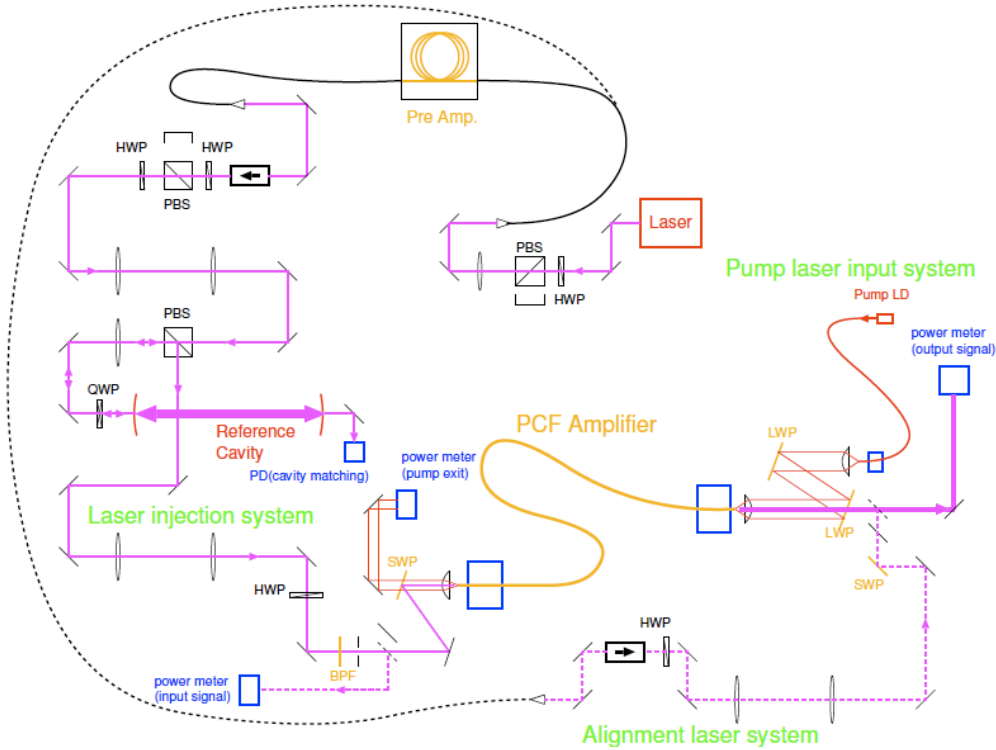 Pre Amp.
HWP
HWP
PBS
Laser
PBS
HWP
Pump laser input system
Pump LD
power meter
(output signal)
PBS
QWP
Reference
Cavity
PD(cavity matching)
power meter
(pump exit)
PCF Amplifier
LWP
LWP
SWP
Laser injection system
SWP
HWP
BPF
power meter
(input signal)
HWP
Alignment laser system